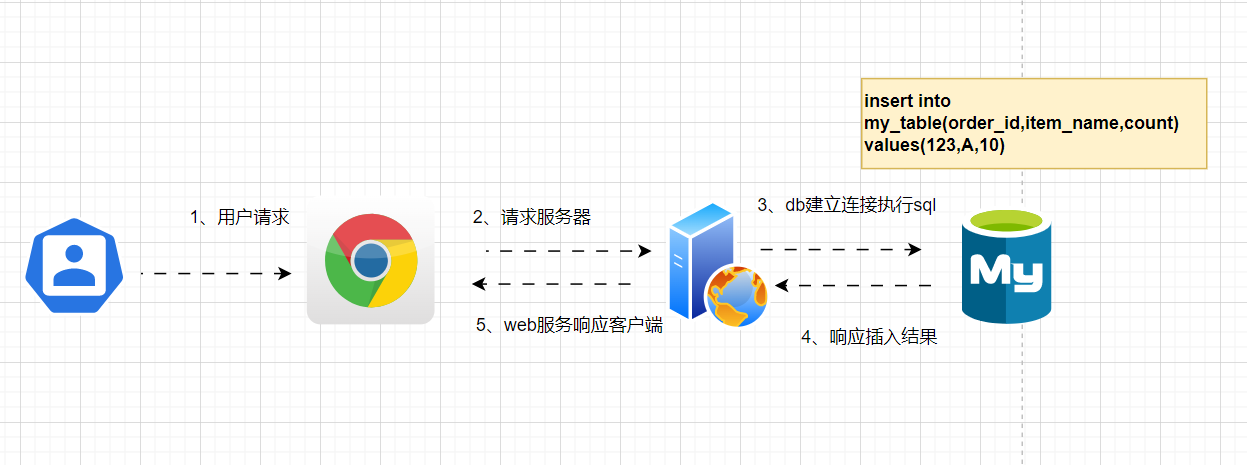 insert into
my_table(order_id,item_name,count)
values(123,A,10)
1、用户请求
2、请求服务器
3、db建立连接执行sql
My
5、web服务响应客户端
4、响应插入结果